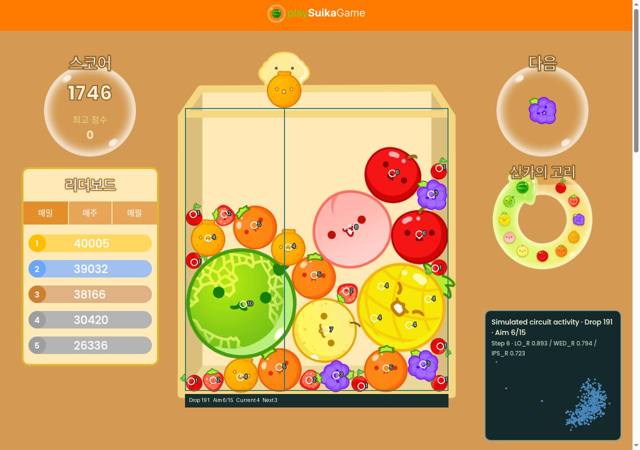 playSuikaGame
스코어
1746
최고 점수
0
리더보드
매일
매주
매월
1 40005
2 39032
3 38166
4 30420
5 26336
다음
신카의 고리
Simulated circuit activity · Drop 191
· Aim 6/15
Step 6 · LO_R 0.893 / WED_R 0.794 /
IPS_R 0.723
Drop 191 Aim 6/15 Current 4 Next 3